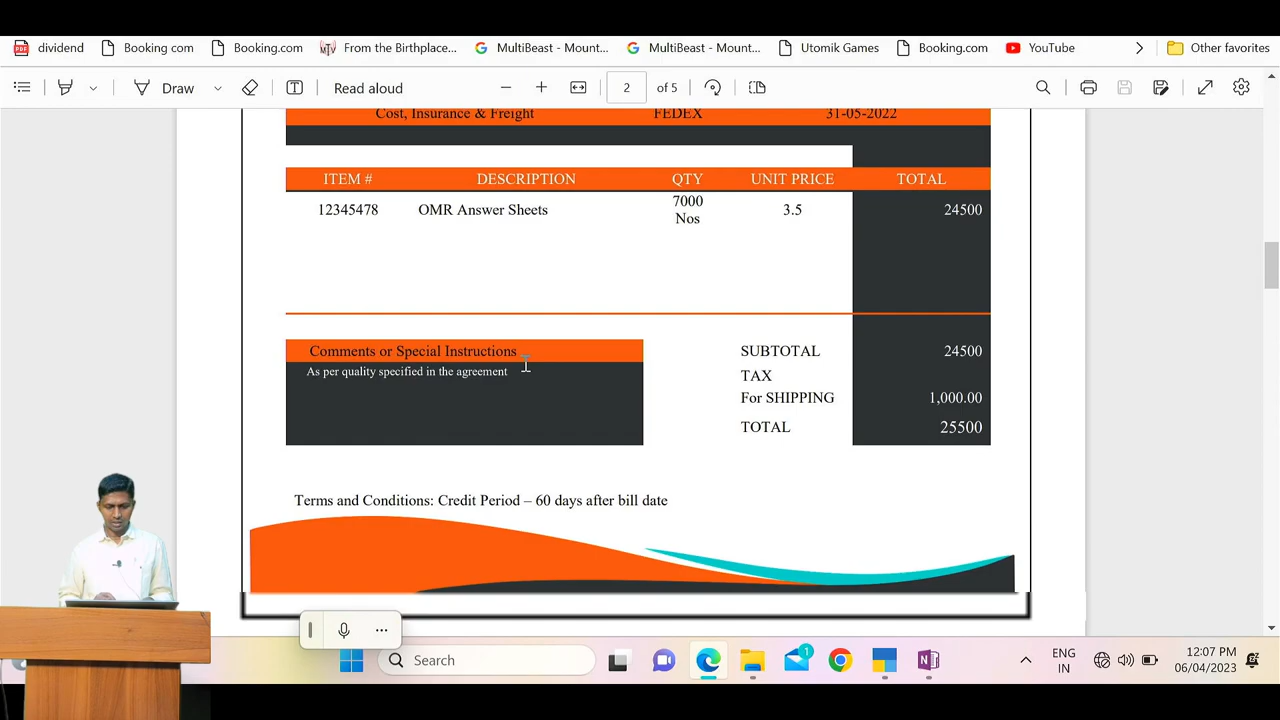 dividend Booking com Booking.com From the Birthplace... MultiBeast - Mount... MultiBeast - Mount... Utomik Games Booking.com YouTube Other favorites
Draw Read aloud 2 of 5
Cost, Insurance & Freight FEDEX 31-05-2022
ITEM # DESCRIPTION QTY UNIT PRICE TOTAL
12345478 OMR Answer Sheets 7000 Nos 3.5 24500
Comments or Special Instructions SUBTOTAL 24500
As per quality specified in the agreement TAX
For SHIPPING 1,000.00
TOTAL 25500
Terms and Conditions: Credit Period – 60 days after bill date
Search
ENG
IN
12:07 PM
06/04/2023